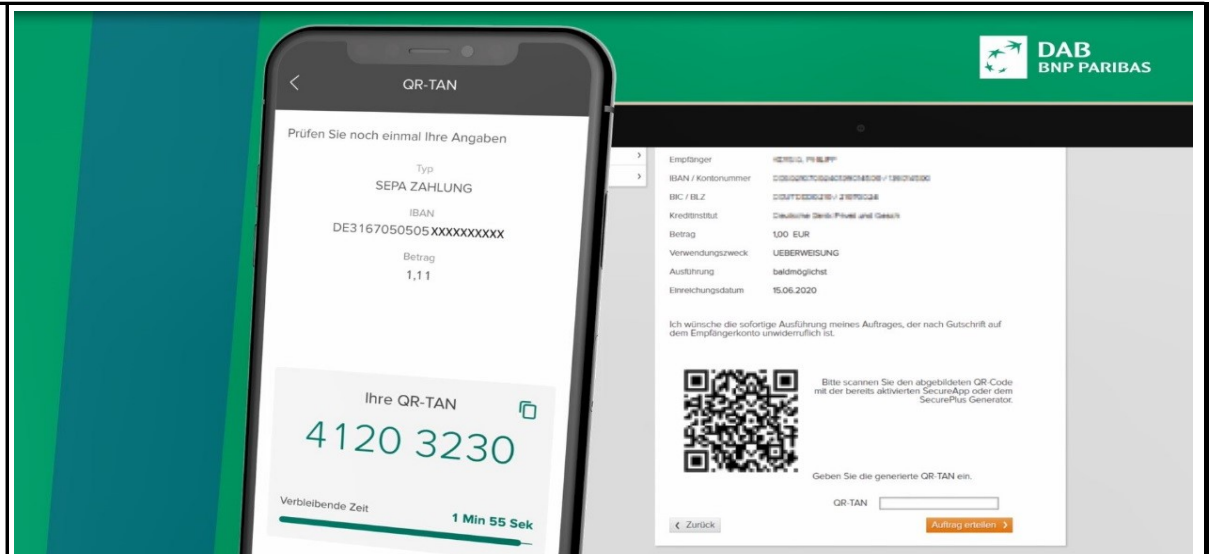 DAB
BNP PARIBAS
QR-TAN
Prüfen Sie noch einmal Ihre Angaben
Typ
SEPA ZAHLUNG
IBAN
DE3167050505XXXXXXXXXX
Betrag
1,11
Ihre QR-TAN
4120 3230
Verbleibende Zeit
1 Min 55 Sek
Empfänger
IBAN / Kontonummer
BIC / BLZ
Kreditinstitut
Betrag 1,00 EUR
Verwendungszweck UEBERWEISUNG
Ausführung baldmöglichst
Einreichungsdatum 15.06.2020
Ich wünsche die sofortige Ausführung meines Auftrages, der nach Gutschrift auf
dem Empfängerkonto unwiderruflich ist.
Bitte scannen Sie den abgebildeten QR-Code
mit der bereits aktivierten SecureApp oder dem
SecurePlus Generator.
Geben Sie die generierte QR-TAN ein.
QR-TAN
Zurück
Auftrag erteilen